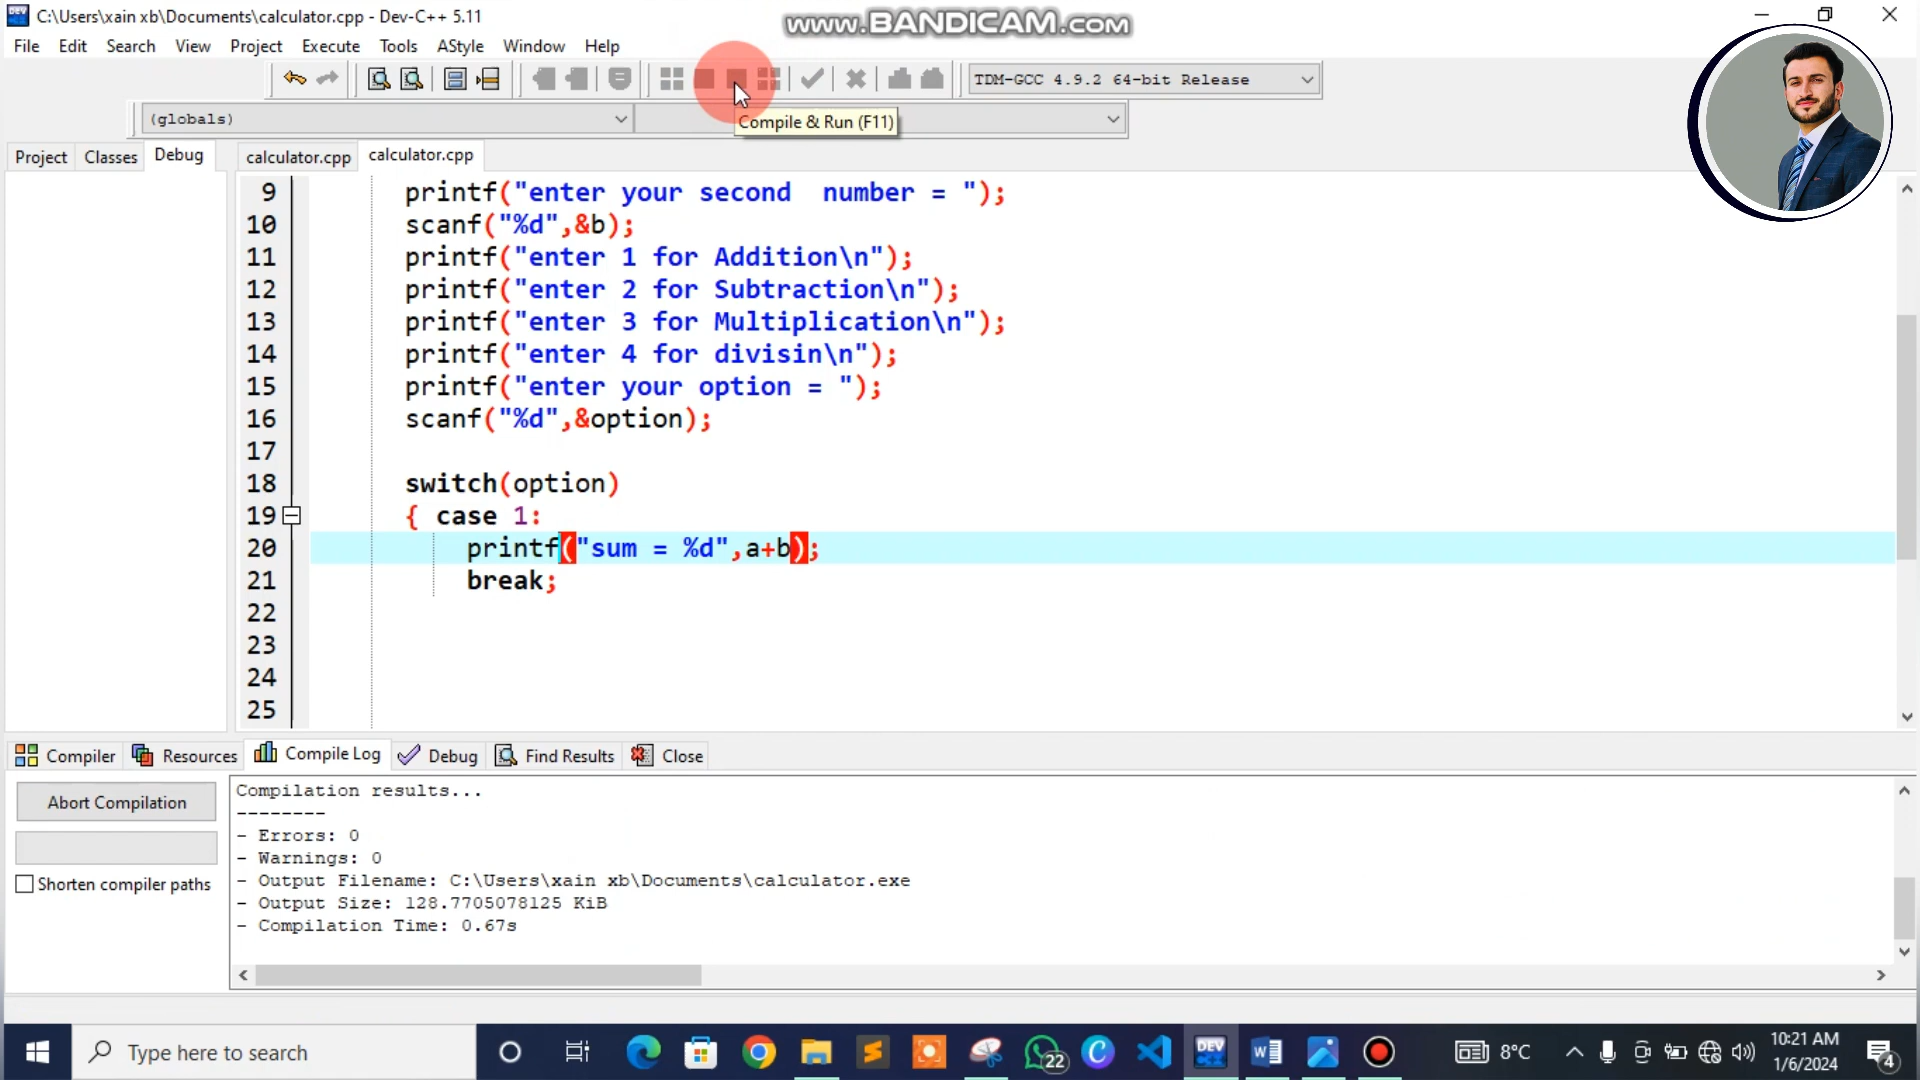 C:\Users\xain xb\Documents\calculator.cpp - Dev-C++ 5.11
www.BANDICAM.com
File Edit Search View Project Execute Tools AStyle Window Help
TDM-GCC 4.9.2 64-bit Release
(globals)
Compile & Run (F11)
Project Classes Debug calculator.cpp calculator.cpp
9 printf("enter your second  number = ");
10 scanf("%d",&b);
11 printf("enter 1 for Addition\n");
12 printf("enter 2 for Subtraction\n");
13 printf("enter 3 for Multiplication\n");
14 printf("enter 4 for divisin\n");
15 printf("enter your option = ");
16 scanf("%d",&option);
17
18 switch(option)
19 { case 1:
20 printf("sum = %d",a+b);
21 break;
22
23
24
25
Compiler Resources Compile Log Debug Find Results Close
Abort Compilation
Shorten compiler paths
Compilation results...
--------
- Errors: 0
- Warnings: 0
- Output Filename: C:\Users\xain xb\Documents\calculator.exe
- Output Size: 128.7705078125 KiB
- Compilation Time: 0.67s
Type here to search
22
DEV
8°C
10:21 AM
1/6/2024
4